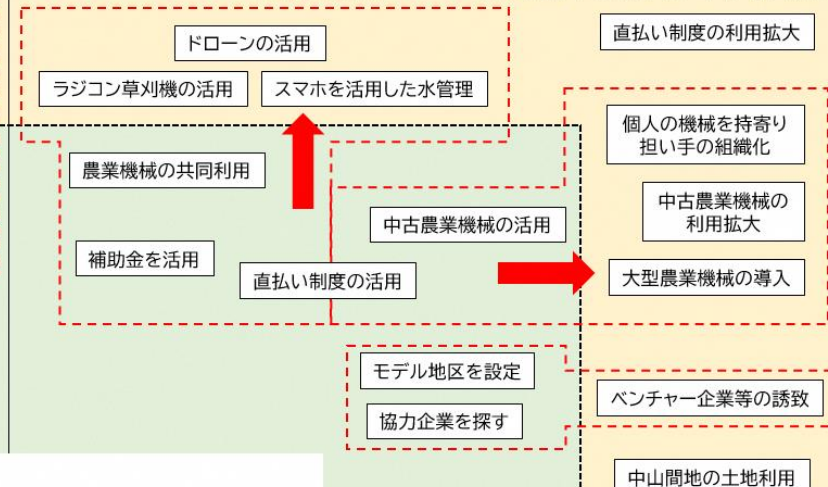 ドローンの活用
直払い制度の利用拡大
ラジコン草刈機の活用
スマホを活用した水管理
個人の機械を持寄り
担い手の組織化
農業機械の共同利用
中古農業機械の
利用拡大
中古農業機械の活用
補助金を活用
直払い制度の活用
大型農業機械の導入
モデル地区を設定
ベンチャー企業等の誘致
協力企業を探す
中山間地の土地利用